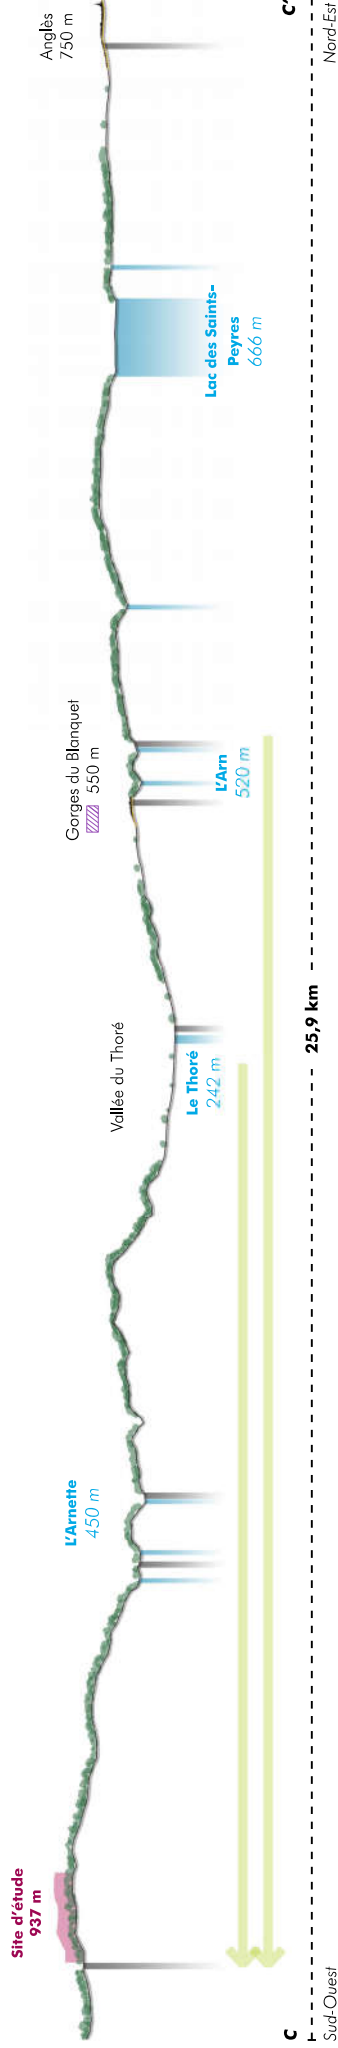 Site d'étude
937 m
L'Arnette
450 m
Vallée du Thoré
Le Thoré
242 m
Gorges du Blanquet
550 m
L'Arn
520 m
Lac des Saints-
Peyres
666 m
Anglès
750 m
C
25,9 km
C'
Sud-Ouest
Nord-Est